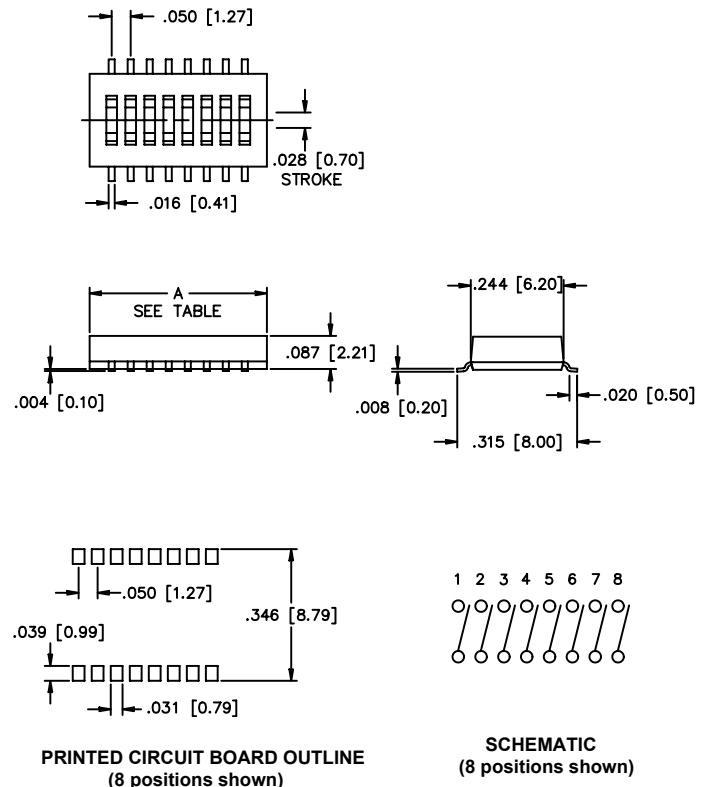 .050 [1.27]
.028 [0.70]
STROKE
.016 [0.41]
A
SEE TABLE
.087 [2.21]
.004 [0.10]
.244 [6.20]
.008 [0.20]
.020 [0.50]
.315 [8.00]
.050 [1.27]
.346 [8.79]
.039 [0.99]
.031 [0.79]
PRINTED CIRCUIT BOARD OUTLINE
(8 positions shown)
1 2 3 4 5 6 7 8
SCHEMATIC
(8 positions shown)